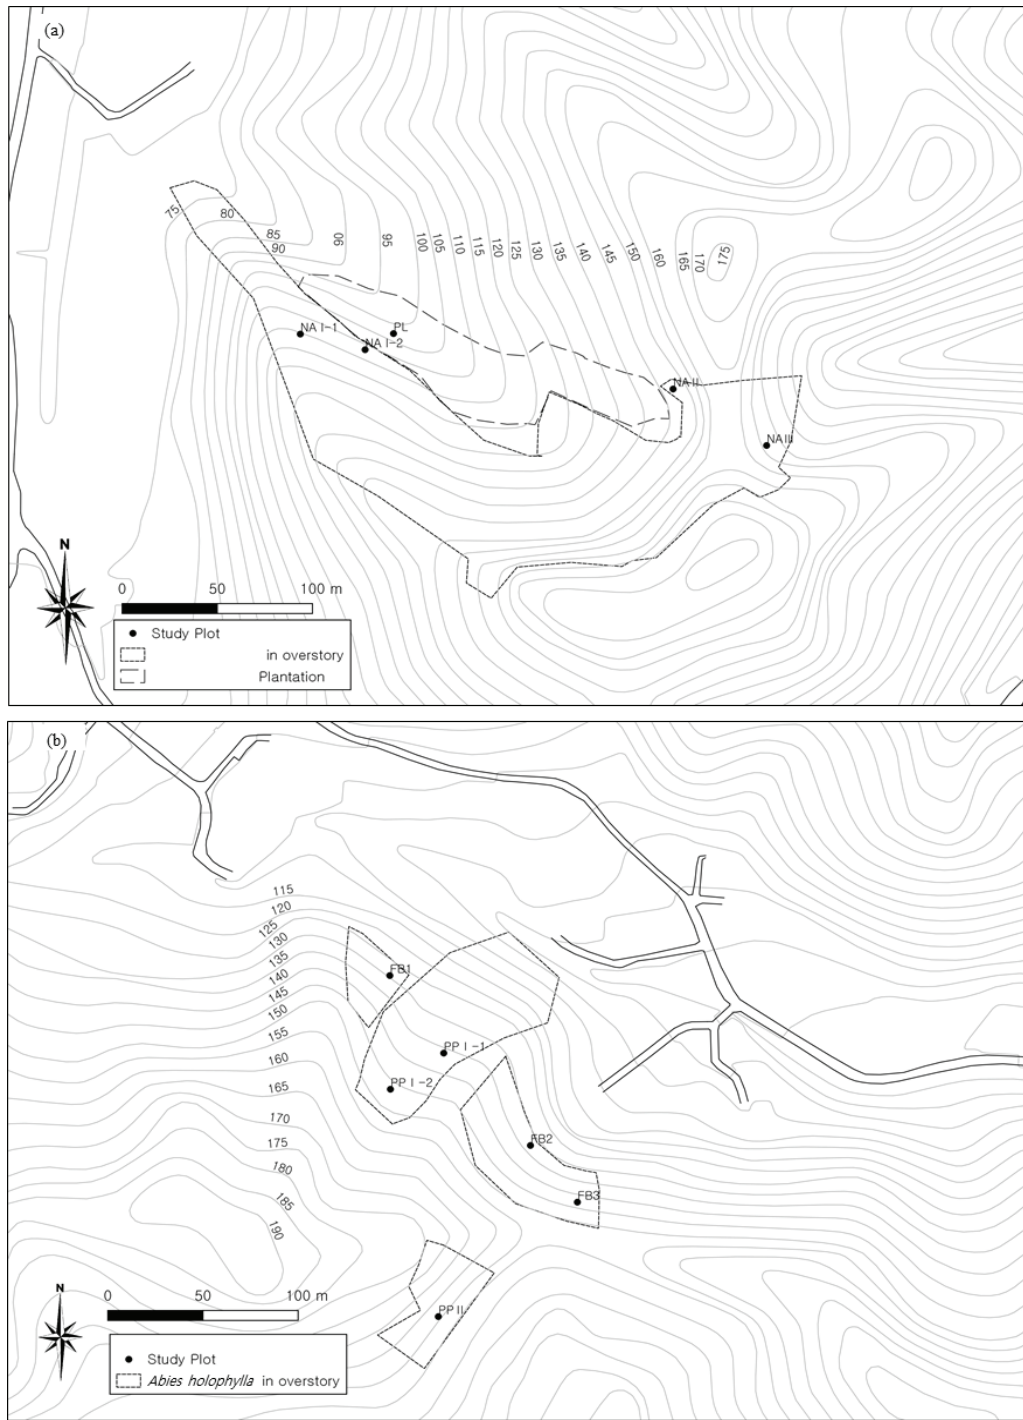 (a)
75
80
85
90
90
95
100
105
110
115
120
125
130
135
140
145
150
160
165
170
175
NA I-1
PL
NA I-2
NA II
NA III
N
0 50 100 m
Study Plot
in overstory
Plantation
(b)
115
120
125
130
135
140
145
150
155
160
165
170
175
180
185
190
FB1
PP I-1
PP I-2
FB2
FB3
PP II
N
0 50 100 m
Study Plot
Abies holophylla in overstory